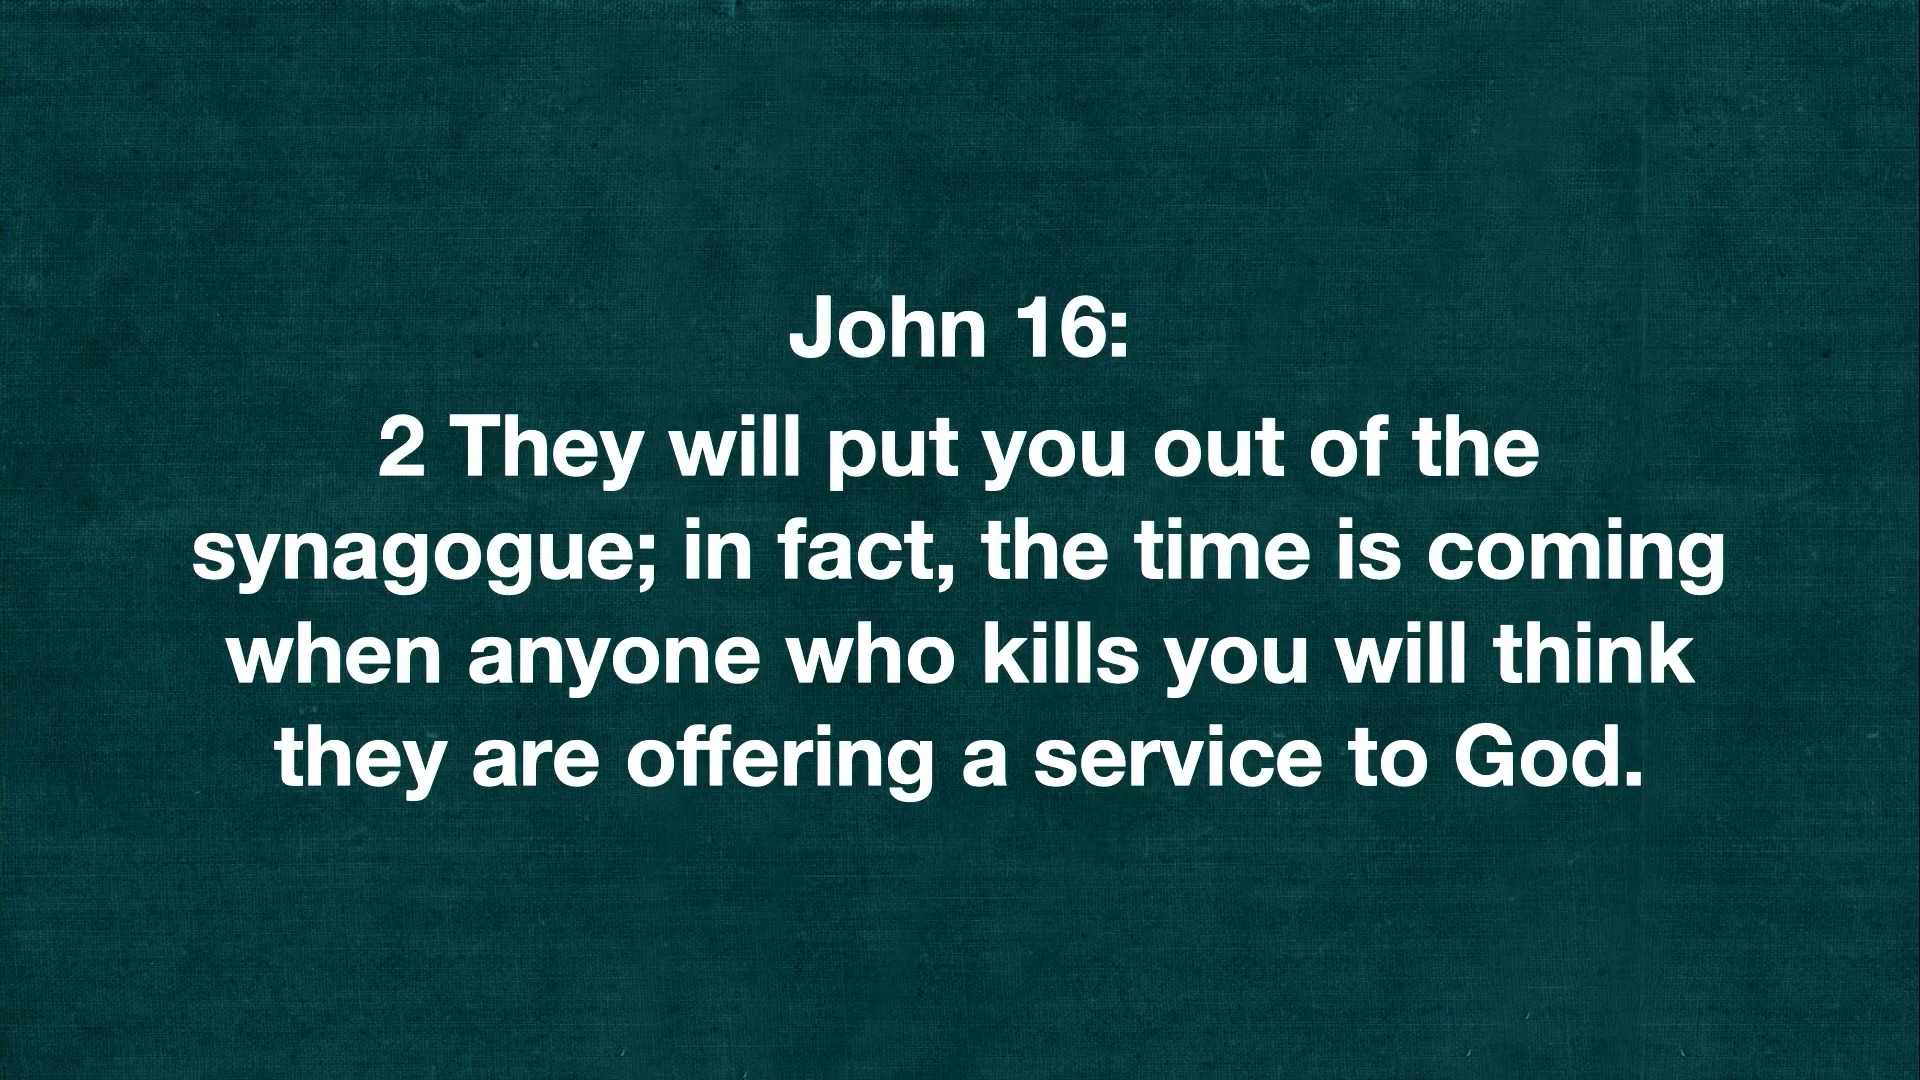 John 16:
2 They will put you out of the
synagogue; in fact, the time is coming
when anyone who kills you will think
they are offering a service to God.